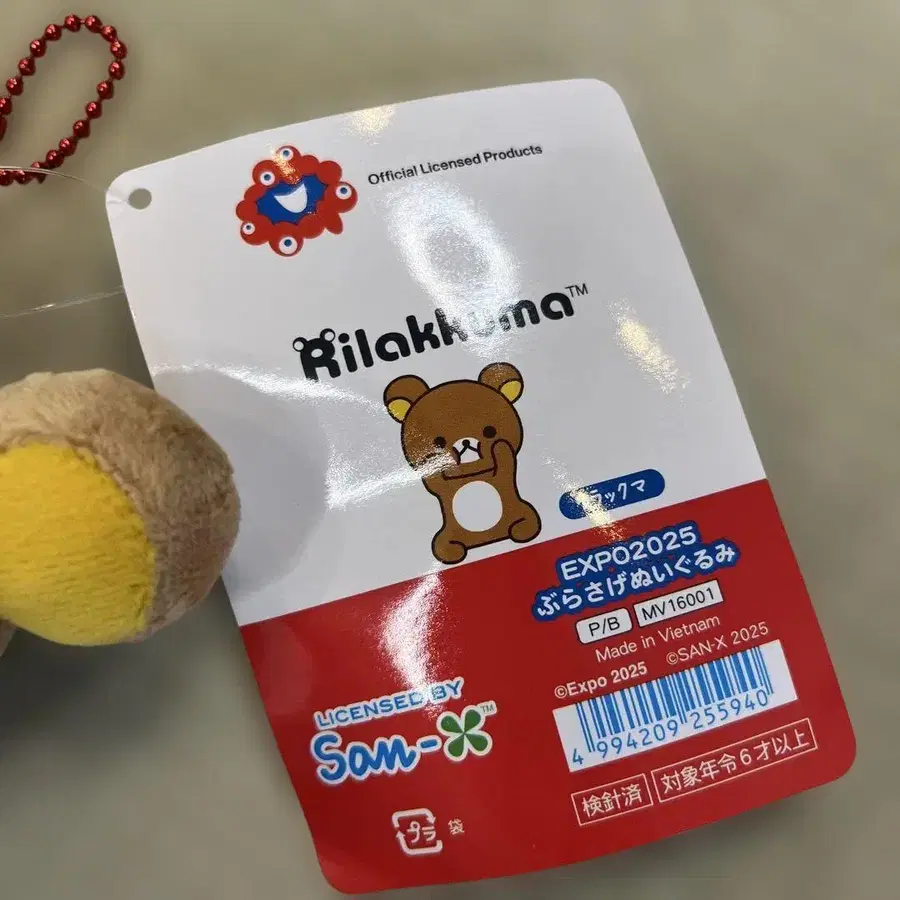 Official Licensed Products
Rilakkuma™
ラックマ
EXPO2025
ぶらさげぬいぐるみ
P/B MV16001
Made in Vietnam
©Expo 2025 ©SAN-X 2025
4 994209 255940
検針済 対象年令6才以上
LICENSED BY
San-X™
プラ 袋